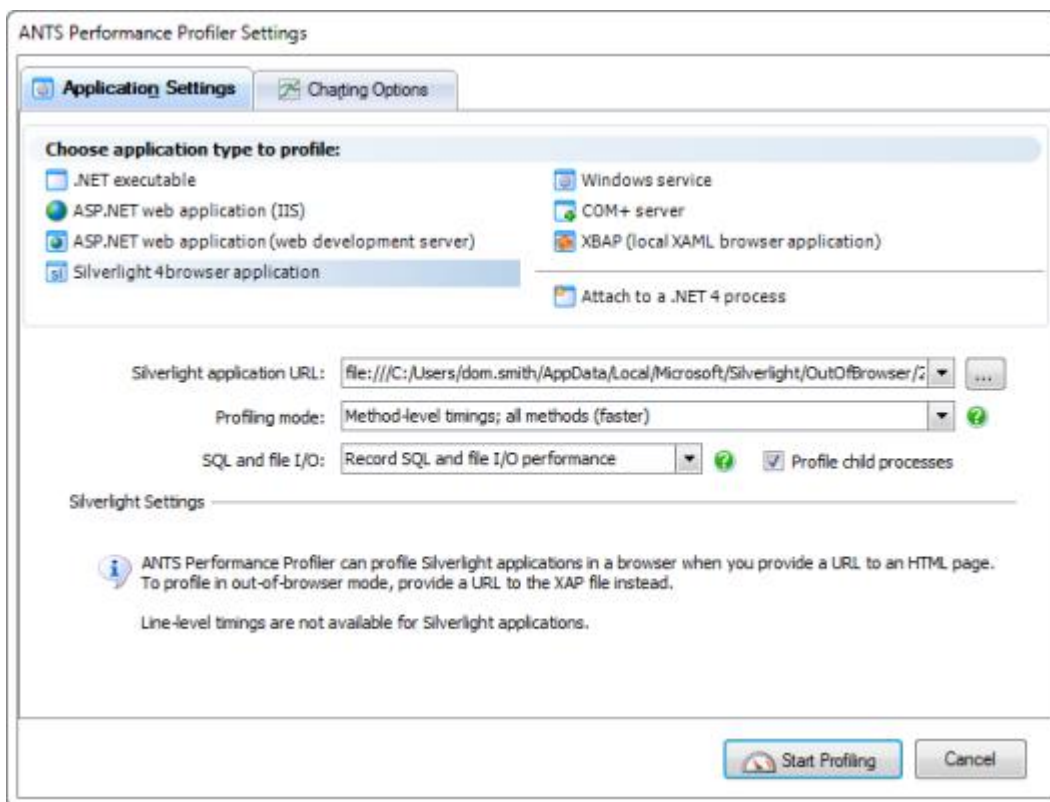 ANTS Performance Profiler Settings
Application Settings
Charting Options
Choose application type to profile:
.NET executable
ASP.NET web application (IIS)
ASP.NET web application (web development server)
Silverlight 4browser application
Windows service
COM+ server
XBAP (local XAML browser application)
Attach to a .NET 4 process
Silverlight application URL: file:///C:/Users/dom.smith/AppData/Local/Microsoft/Silverlight/OutOfBrowser/2 ...
Profiling mode: Method-level timings; all methods (faster)
SQL and file I/O: Record SQL and file I/O performance Profile child processes
Silverlight Settings
ANTS Performance Profiler can profile Silverlight applications in a browser when you provide a URL to an HTML page.
To profile in out-of-browser mode, provide a URL to the XAP file instead.
Line-level timings are not available for Silverlight applications.
Start Profiling
Cancel